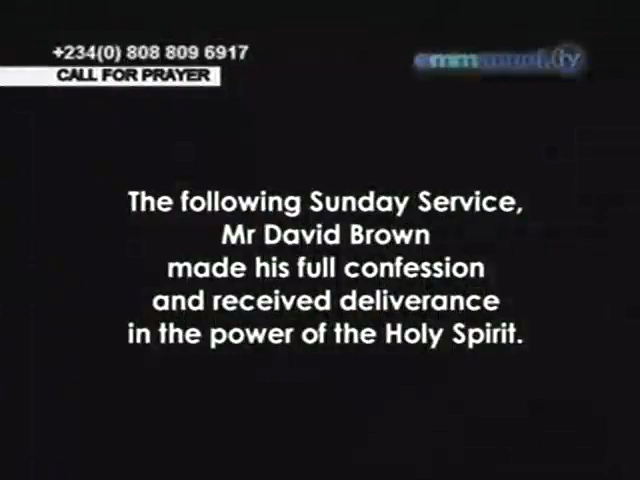 +234(0) 808 809 6917
CALL FOR PRAYER
emmanuel.tv
The following Sunday Service,
Mr David Brown
made his full confession
and received deliverance
in the power of the Holy Spirit.